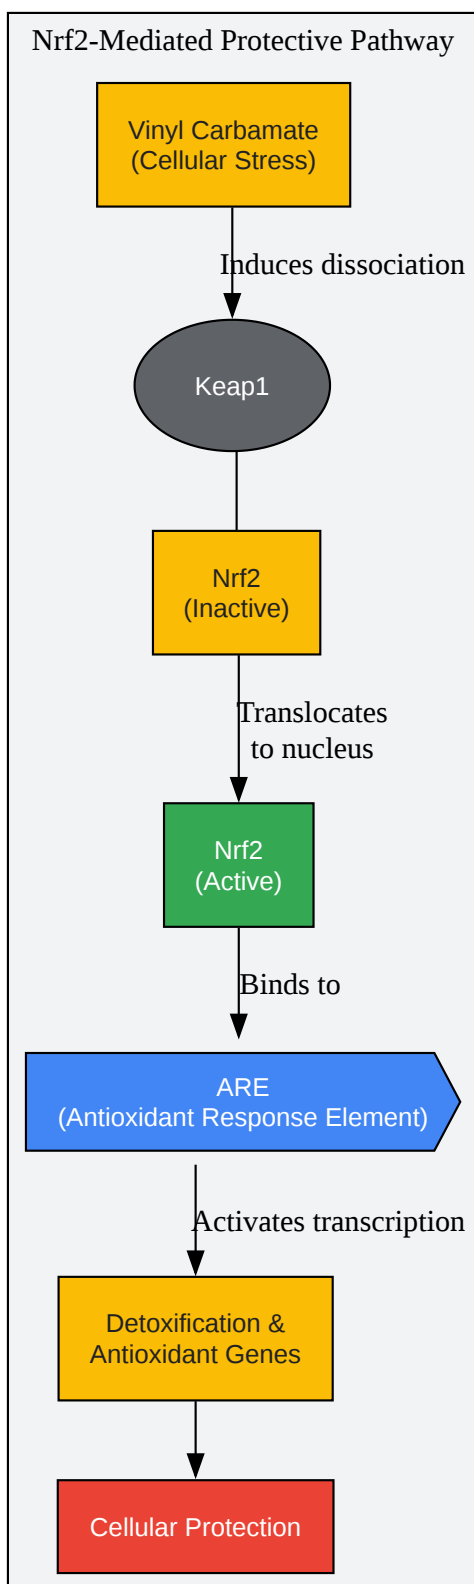 Nrf2-Mediated Protective Pathway
Vinyl Carbamate
(Cellular Stress)
Induces dissociation
Keap1
Nrf2
(Inactive)
Translocates
to nucleus
Nrf2
(Active)
Binds to
ARE
(Antioxidant Response Element)
Activates transcription
Detoxification &
Antioxidant Genes
Cellular Protection